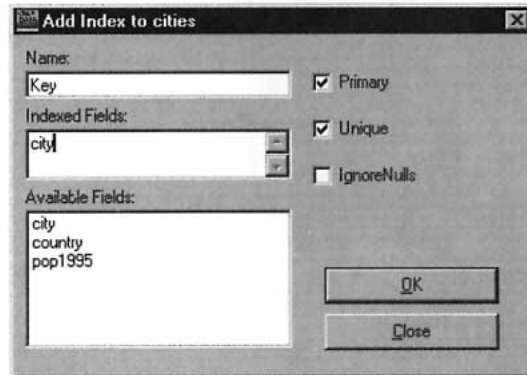 Add Index to cities
Name:
Key
Primary
Indexed Fields:
Unique
city
IgnoreNulls
Available Fields:
city
country
pop1995
OK
Close